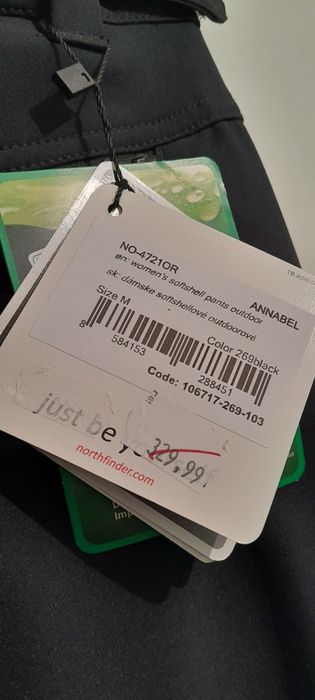 NO-4721OR
ANNABEL
en: women's softshell pants outdoor
sk: dámske softshellové outdoorové
Size M
Color 269black
8 584153 288451
Code: 106717-269-103
just be
329,99
northfinder.com